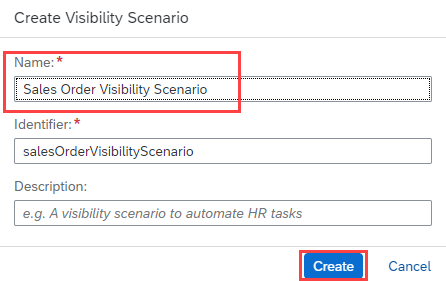 Create Visibility Scenario
Name: *
Sales Order Visibility Scenario
Identifier: *
salesOrderVisibilityScenario
Description:
e.g. A visibility scenario to automate HR tasks
Create Cancel